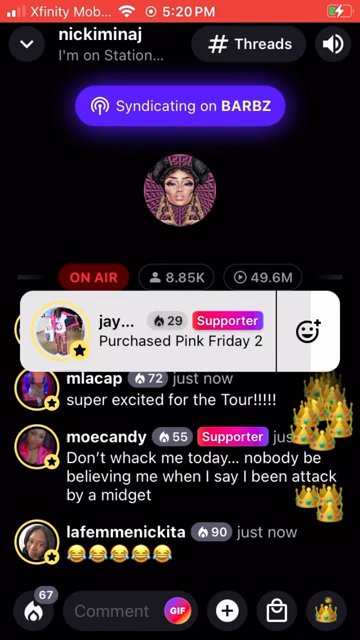 Xfinity Mob... 5:20PM
nickiminaj
I'm on Station...
# Threads
Syndicating on BARBZ
ON AIR 8.85K 49.6M
jay... 29 Supporter
Purchased Pink Friday 2
mlacap 72 just now
super excited for the Tour!!!!!
moecandy 55 Supporter jus
Don't whack me today... nobody be
believing me when I say I been attack
by a midget
lafemmenickita 90 just now
😂😂😂😂😂
67
Comment GIF